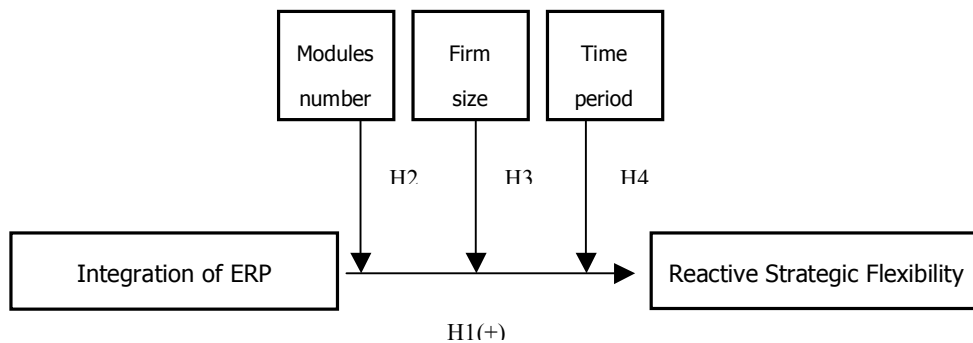 Modules
number
Firm
size
Time
period
H2
H3
H4
Integration of ERP
Reactive Strategic Flexibility
H1(+)